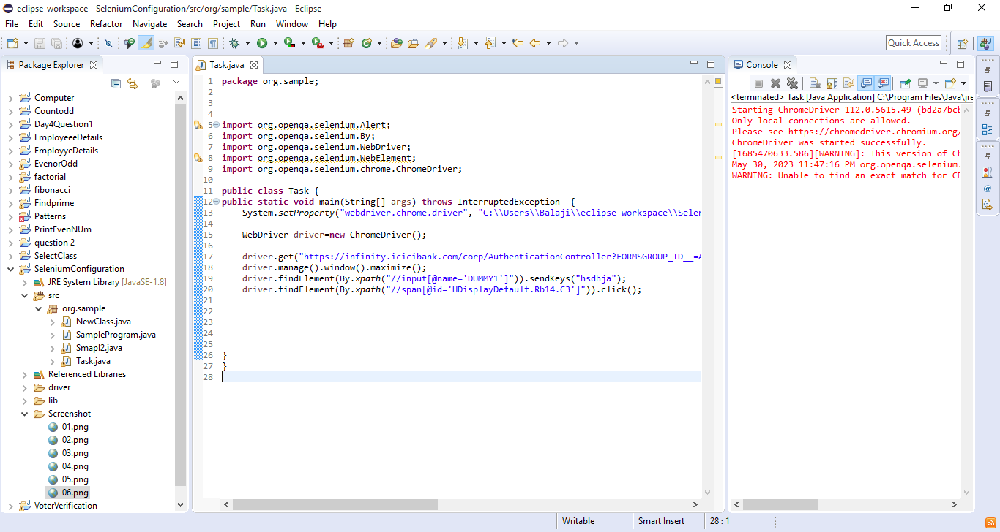 eclipse-workspace - SeleniumConfiguration/src/org/sample/Task.java - Eclipse
File Edit Source Refactor Navigate Search Project Run Window Help
Quick Access
Package Explorer
Computer
Countodd
Day4Question1
EmployeeeDetails
EmployyeDetails
EvenorOdd
factorial
fibonacci
Findprime
Patterns
PrintEvenNUm
question 2
SelectClass
SeleniumConfiguration
JRE System Library [JavaSE-1.8]
src
org.sample
NewClass.java
SampleProgram.java
Smapl2.java
Task.java
Referenced Libraries
driver
lib
Screenshot
01.png
02.png
03.png
04.png
05.png
06.png
VoterVerification
Task.java
1 package org.sample;
2
3
4
5 import org.openqa.selenium.Alert;
6 import org.openqa.selenium.By;
7 import org.openqa.selenium.WebDriver;
8 import org.openqa.selenium.WebElement;
9 import org.openqa.selenium.chrome.ChromeDriver;
10
11 public class Task {
12 public static void main(String[] args) throws InterruptedException  {
13 System.setProperty("webdriver.chrome.driver", "C:\\Users\\Balaji\\eclipse-workspace\\Selen
14
15 WebDriver driver=new ChromeDriver();
16
17 driver.get("https://infinity.icicibank.com/corp/AuthenticationController?FORMSGROUP_ID__=A
18 driver.manage().window().maximize();
19 driver.findElement(By.xpath("//input[@name='DUMMY1']")).sendKeys("hsdhja");
20 driver.findElement(By.xpath("//span[@id='HDisplayDefault.Rb14.C3']")).click();
21
22
23
24
25
26 }
27 }
28
Console
<terminated> Task [Java Application] C:\Program Files\Java\jre
Starting ChromeDriver 112.0.5615.49 (bd2a7bcb
Only local connections are allowed.
Please see https://chromedriver.chromium.org/
ChromeDriver was started successfully.
[1685470633.586][WARNING]: This version of Ch
May 30, 2023 11:47:16 PM org.openqa.selenium.
WARNING: Unable to find an exact match for CD
Writable Smart Insert 28 : 1